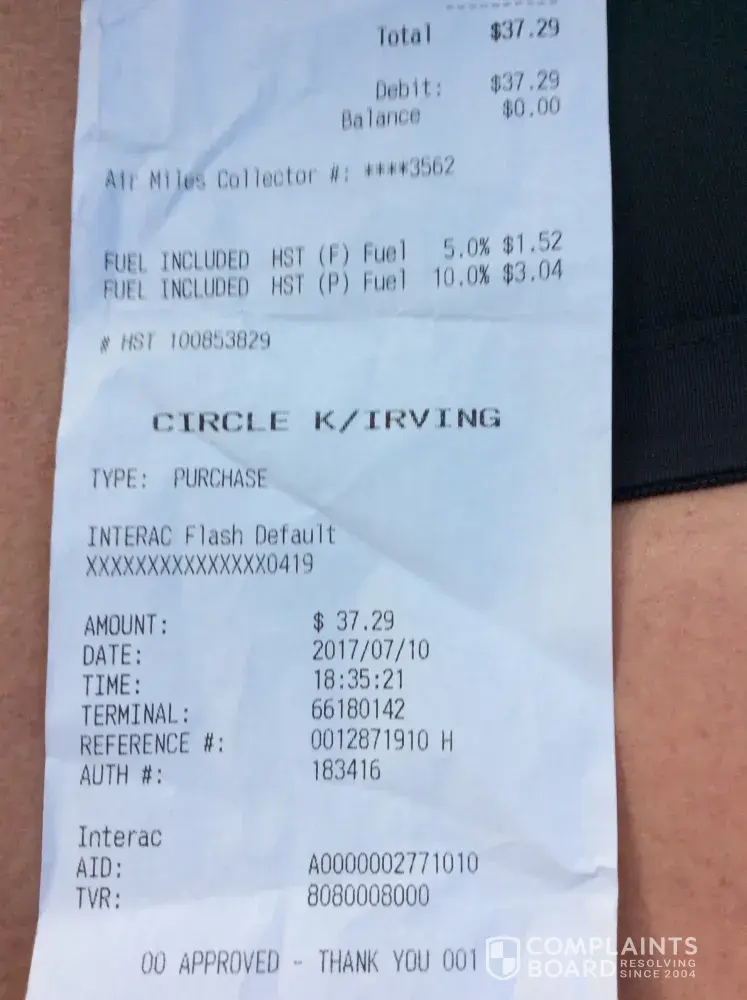 Total $37.29
Debit: $37.29
Balance $0.00
Air Miles Collector #: ****3562
FUEL INCLUDED HST (F) Fuel 5.0% $1.52
FUEL INCLUDED HST (P) Fuel 10.0% $3.04
# HST 100853829
CIRCLE K/IRVING
TYPE: PURCHASE
INTERAC Flash Default
XXXXXXXXXXXXXXX0419
AMOUNT: $ 37.29
DATE: 2017/07/10
TIME: 18:35:21
TERMINAL: 66180142
REFERENCE #: 0012871910 H
AUTH #: 183416
Interac
AID: A0000002771010
TVR: 8080008000
00 APPROVED - THANK YOU 001
COMPLAINTS
BOARD RESOLVING SINCE 2004